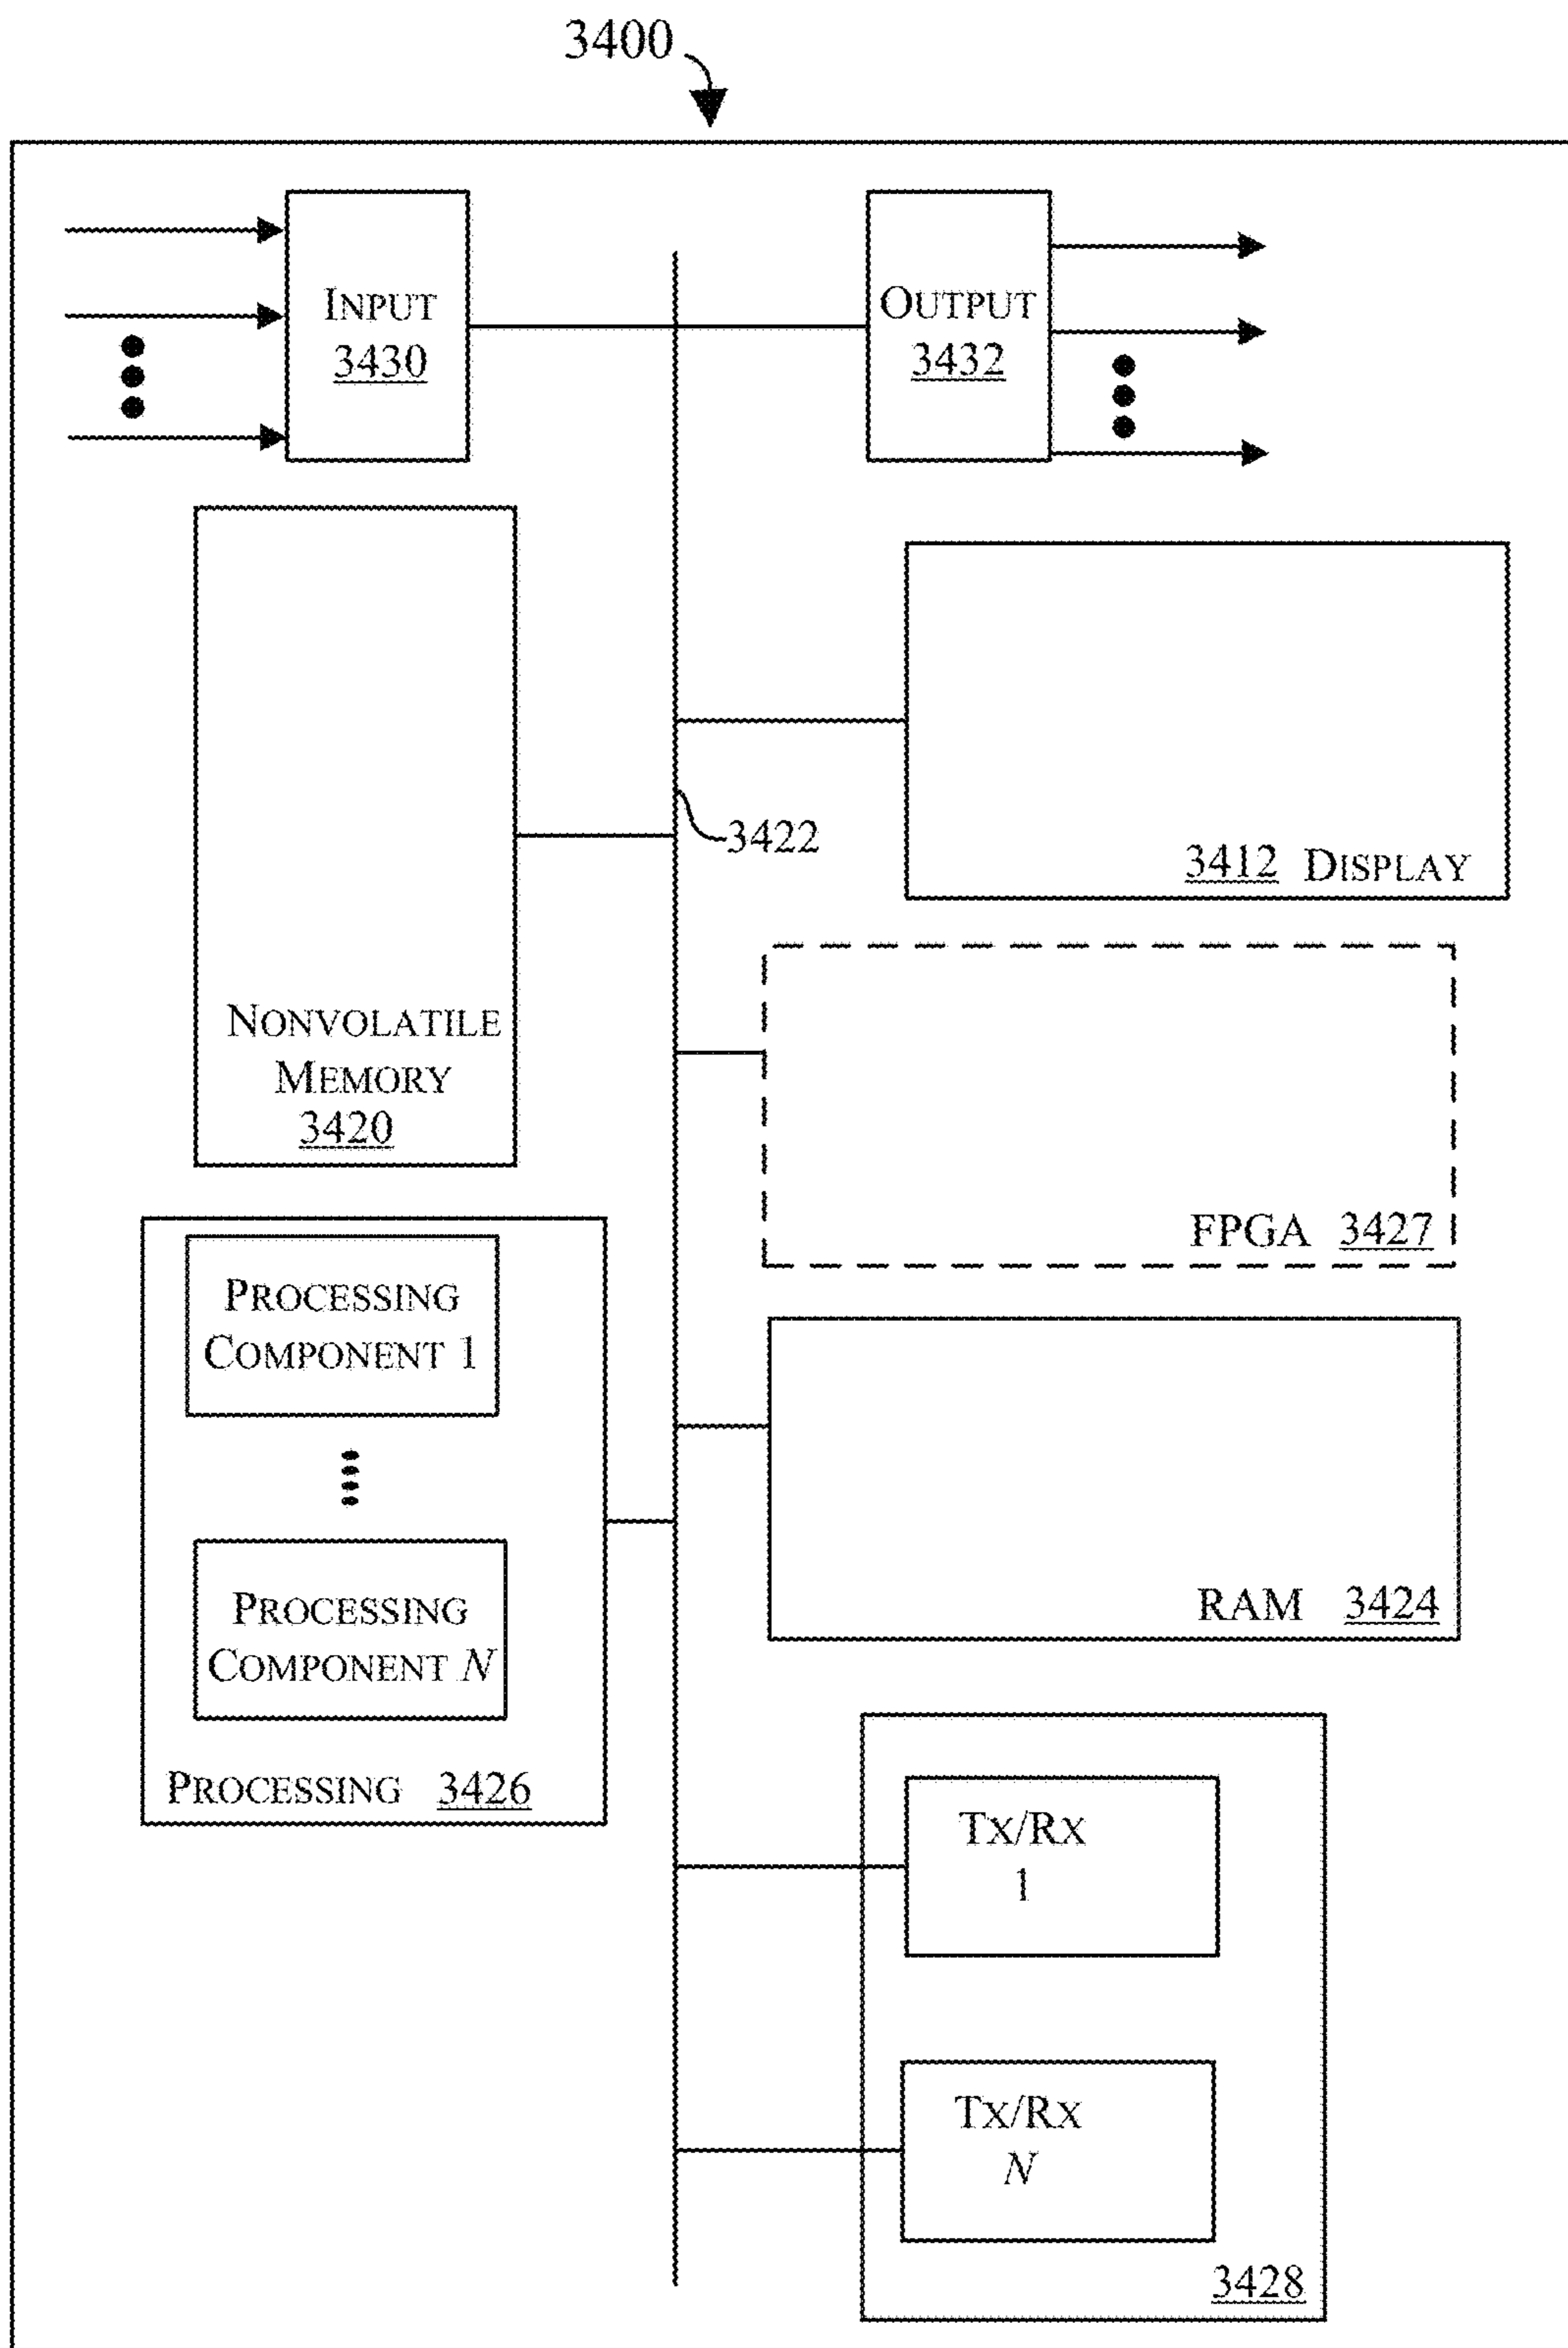 3400
INPUT
3430
OUTPUT
3432
3422
3412 DISPLAY
NONVOLATILE
MEMORY
3420
FPGA 3427
PROCESSING
COMPONENT 1
PROCESSING
COMPONENT N
PROCESSING 3426
RAM 3424
TX/RX
1
TX/RX
N
3428